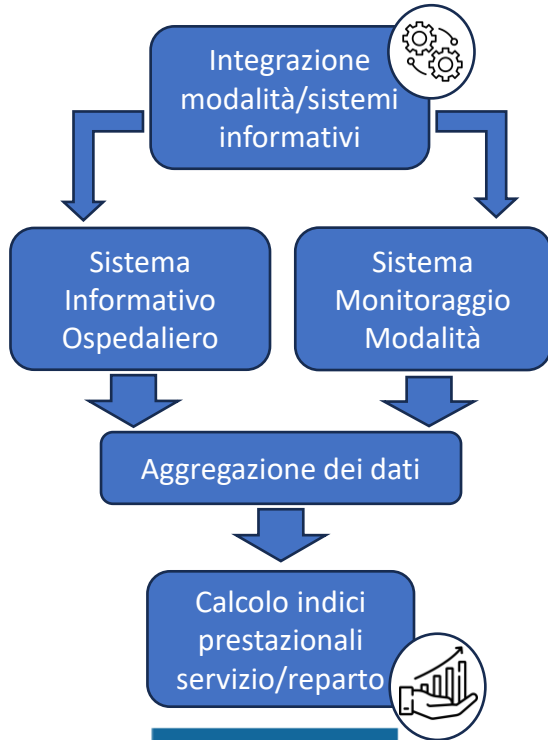 Integrazione
modalità/sistemi
informativi
Sistema
Informativo
Ospedaliero
Sistema
Monitoraggio
Modalità
Aggregazione dei dati
Calcolo indici
prestazionali
servizio/reparto